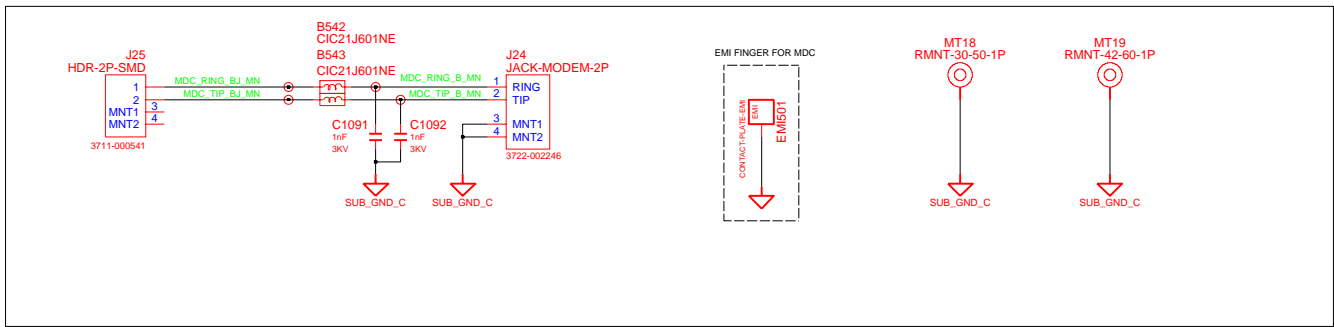 B542
CIC21J601NE
J25
HDR-2P-SMD
B543
CIC21J601NE
J24
JACK-MODEM-2P
1
MDC_RING_BJ_MN
MDC_RING_B_MN
1
RING
2
MDC_TIP_BJ_MN
MDC_TIP_B_MN
2
TIP
MNT1
3
MNT2
4
3711-000541
C1091
1nF
3KV
C1092
1nF
3KV
3
MNT1
4
MNT2
3722-002246
SUB_GND_C
SUB_GND_C
EMI FINGER FOR MDC
CONTACT-PLATE-EMI
EMI
EMI501
MT18
RMNT-30-50-1P
SUB_GND_C
MT19
RMNT-42-60-1P
SUB_GND_C